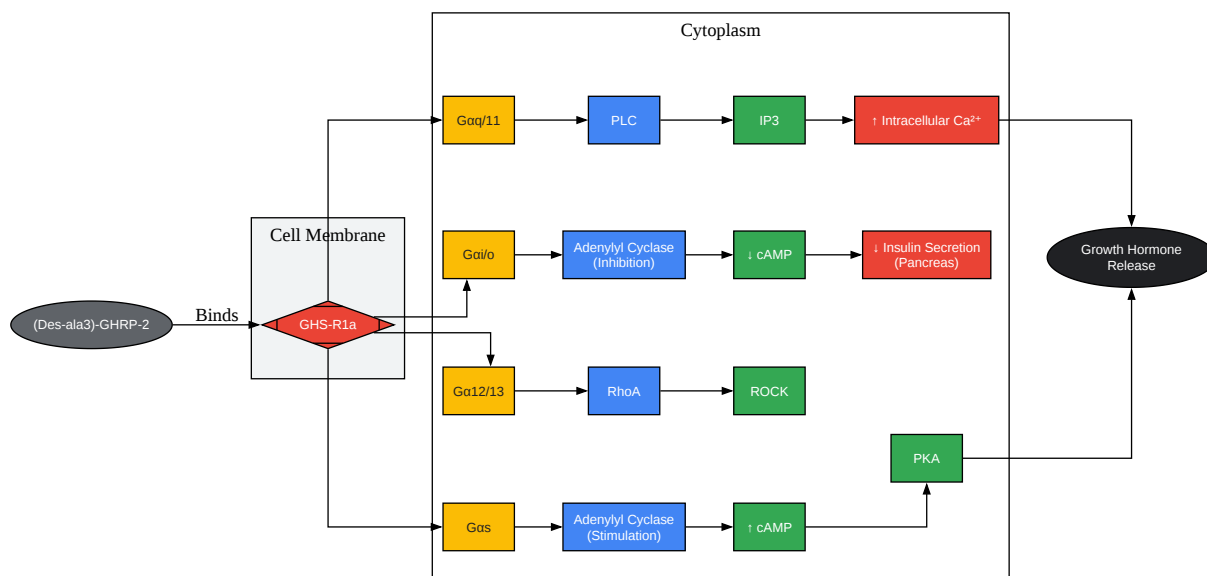 Cytoplasm
Gαq/11
PLC
IP3
↑ Intracellular Ca²⁺
Cell Membrane
Gαi/o
Adenylyl Cyclase
(Inhibition)
↓ cAMP
↓ Insulin Secretion
(Pancreas)
Growth Hormone
Release
(Des-ala3)-GHRP-2
Binds
GHS-R1a
Gα12/13
RhoA
ROCK
PKA
Gαs
Adenylyl Cyclase
(Stimulation)
↑ cAMP